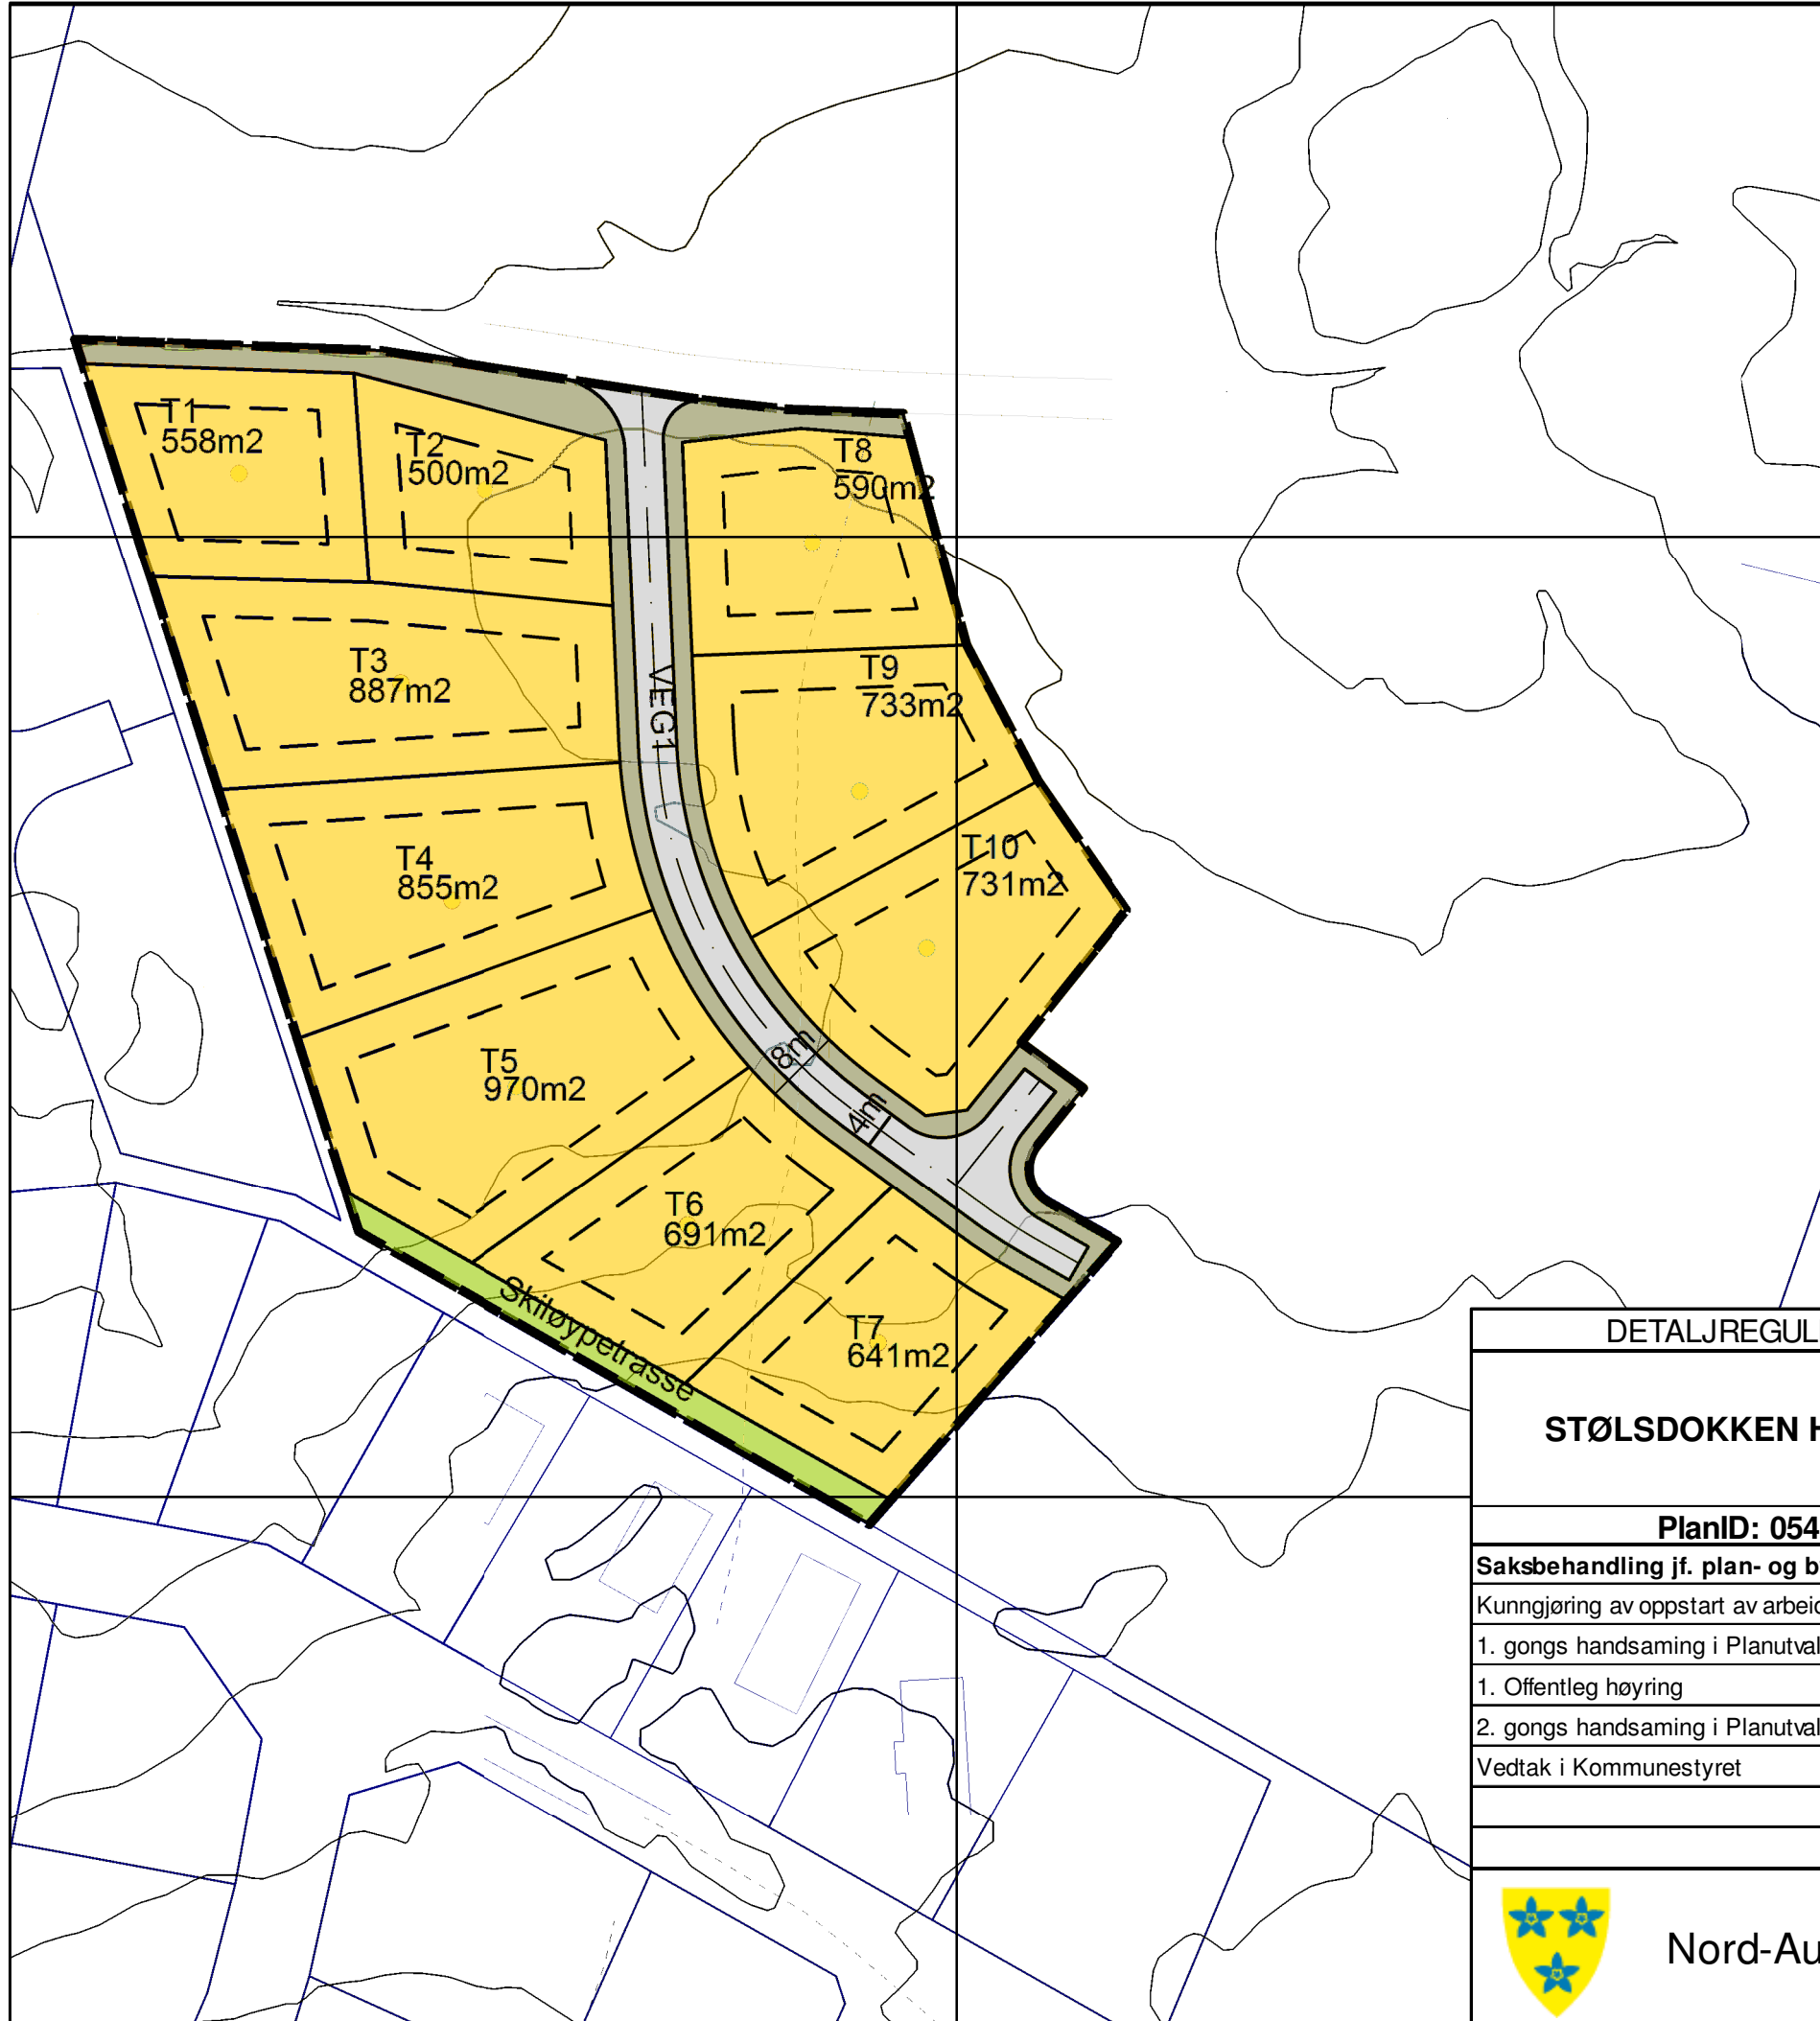 T1
558m2
T2
500m2
T8
590m2
T3
887m2
T9
733m2
VEG1
T4
855m2
T10
731m2
T5
970m2
8m
4m
T6
691m2
Skiløypetrasse
T7
641m2
DETALJREGUL
STØLSDOKKEN H
PlanID: 054
Saksbehandling jf. plan- og b
Kunngjøring av oppstart av arbeid
1. gongs handsaming i Planutval
1. Offentleg høyring
2. gongs handsaming i Planutval
Vedtak i Kommunestyret
Nord-Au